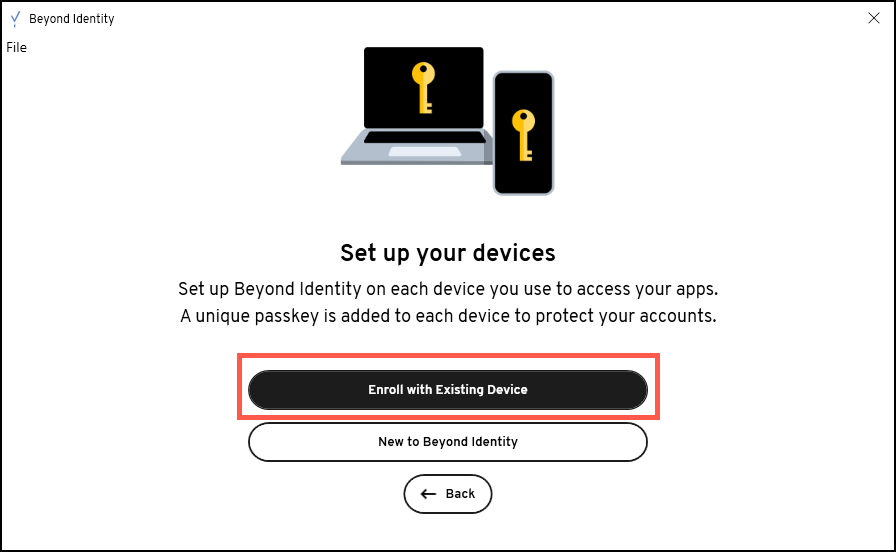 Beyond Identity
File
Set up your devices
Set up Beyond Identity on each device you use to access your apps.
A unique passkey is added to each device to protect your accounts.
Enroll with Existing Device
New to Beyond Identity
Back